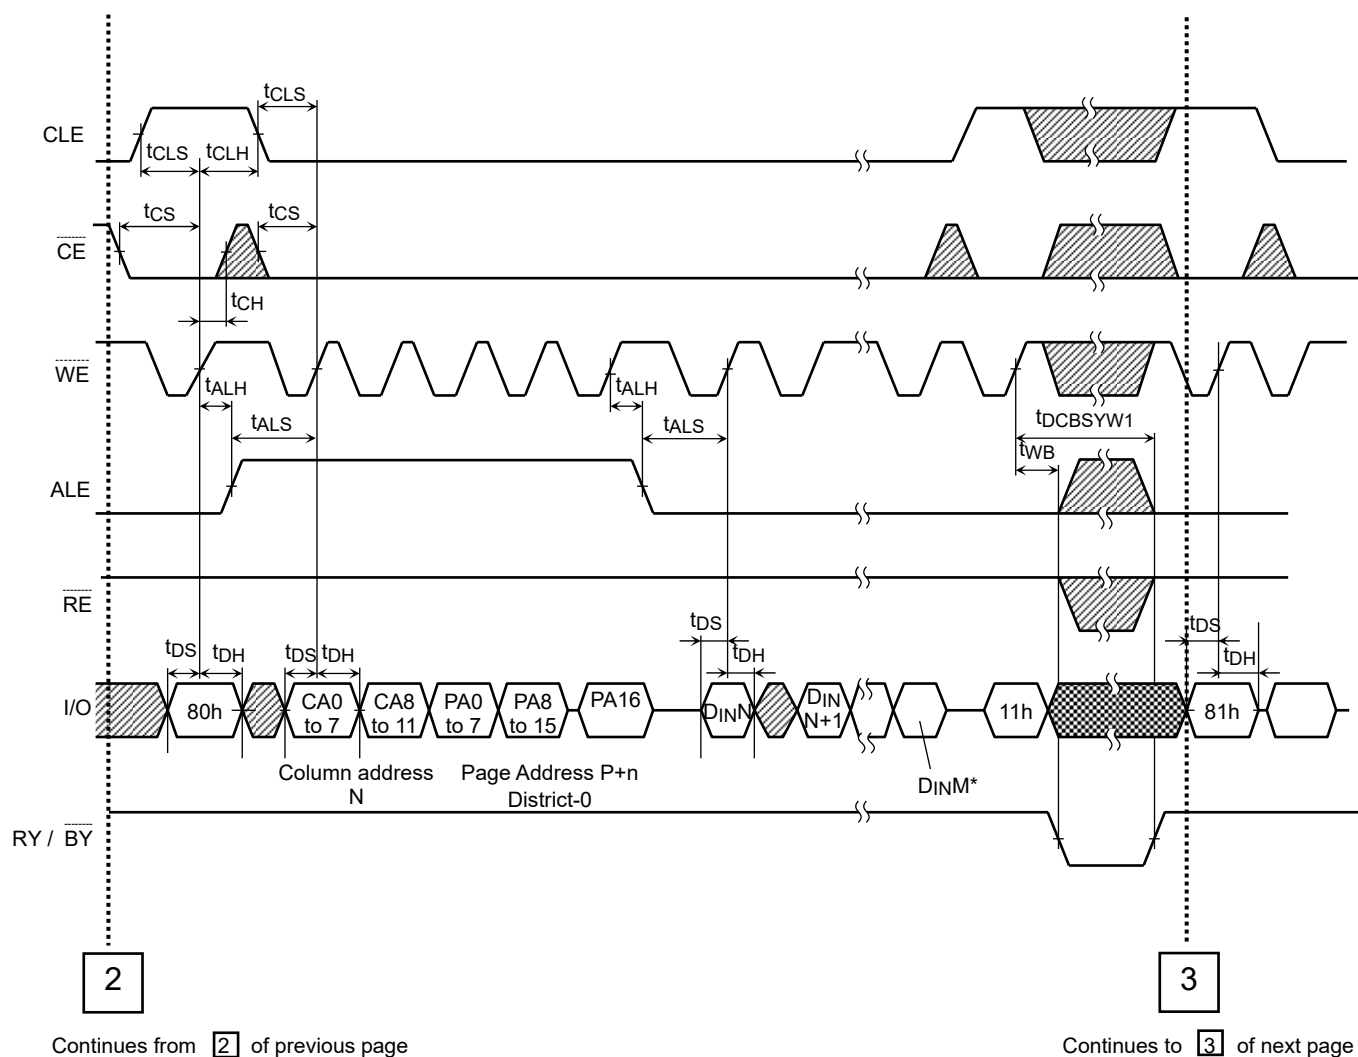 tCLS
CLE
tCLS tCLH
tCS tCS
CE
tCH
WE
tALH tALH
tALS tALS
tDCBSYW1
tWB
ALE
RE
tDS tDH tDS tDH tDS tDH tDS tDH
I/O 80h CA0 to 7 CA8 to 11 PA0 to 7 PA8 to 15 PA16 DINN DIN N+1 11h 81h
Column address N
Page Address P+n
District-0
DINM*
RY / BY
2 3
Continues from 2 of previous page
Continues to 3 of next page